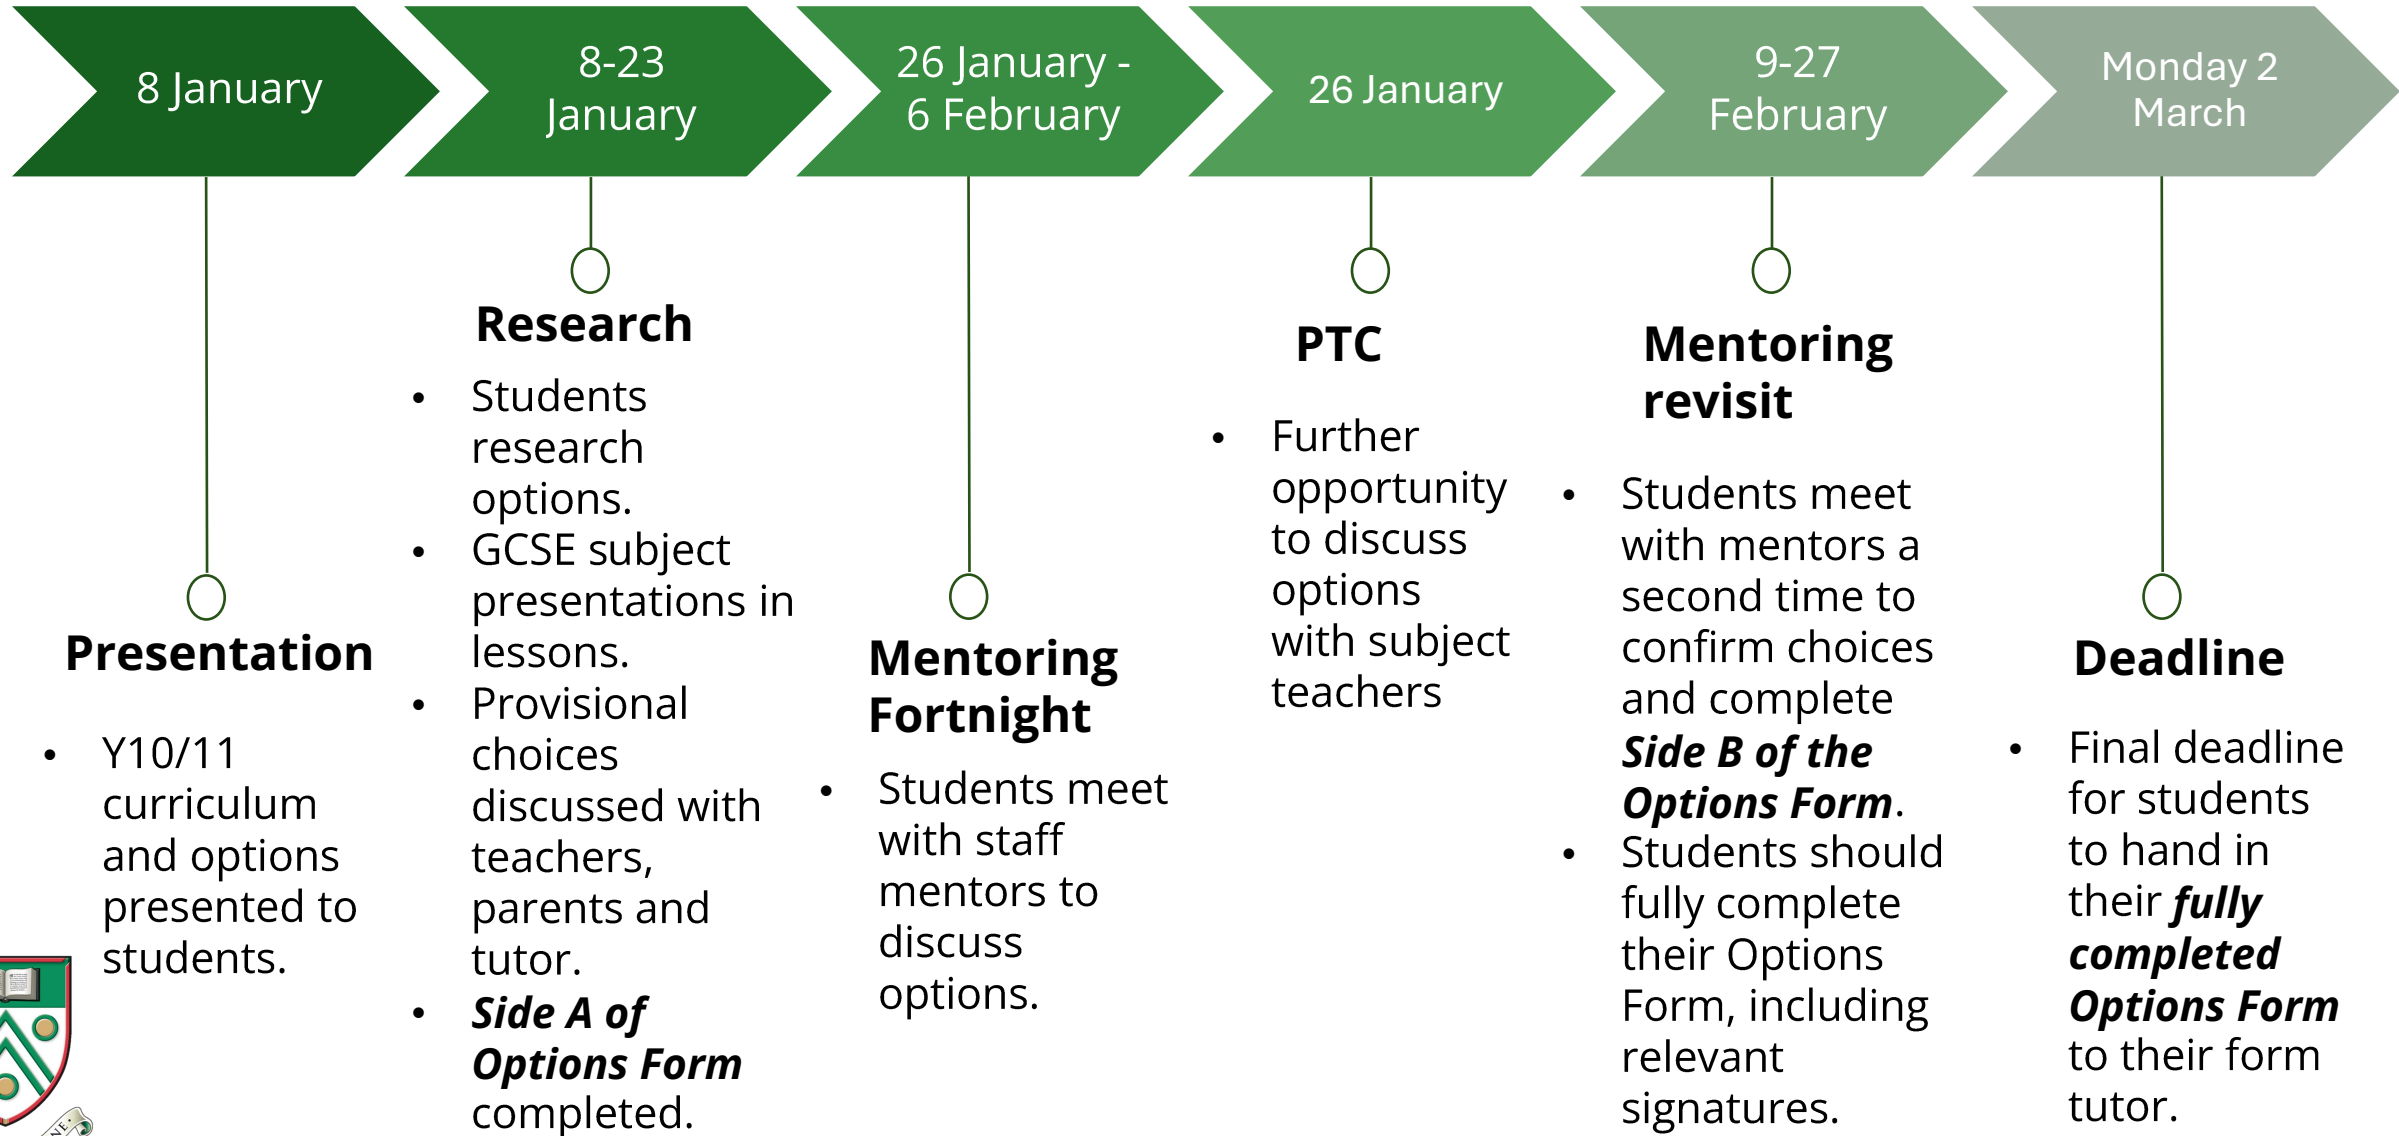 8 January
8-23
January
26 January -
6 February
26 January
9-27
February
Monday 2
March
Presentation
• Y10/11
curriculum
and options
presented to
students.
Research
• Students
research
options.
• GCSE subject
presentations in
lessons.
• Provisional
choices
discussed with
teachers,
parents and
tutor.
• Side A of
Options Form
completed.
Mentoring
Fortnight
• Students meet
with staff
mentors to
discuss
options.
PTC
• Further
opportunity
to discuss
options
with subject
teachers
Mentoring
revisit
• Students meet
with mentors a
second time to
confirm choices
and complete
Side B of the
Options Form.
• Students should
fully complete
their Options
Form, including
relevant
signatures.
Deadline
• Final deadline
for students
to hand in
their fully
completed
Options Form
to their form
tutor.